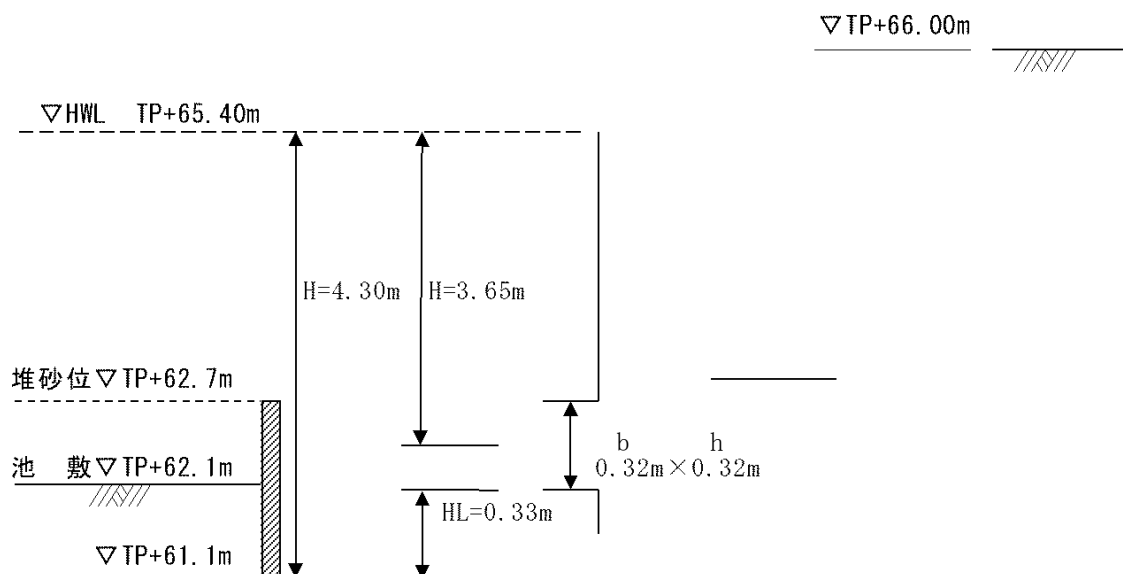 ▽TP+66.00m
▽HWL TP+65.40m
H=4.30m H=3.65m
堆砂位▽TP+62.7m
b h
0.32m×0.32m
池 敷▽TP+62.1m
HL=0.33m
▽TP+61.1m